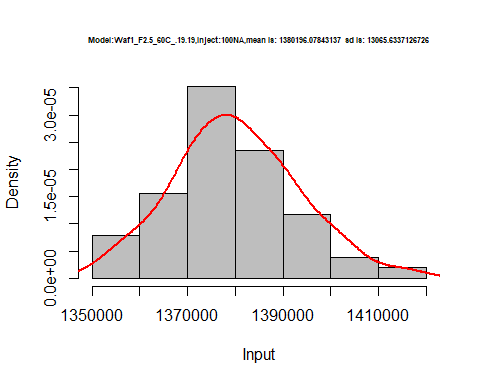 Model:Waf1_F2.5_60C_.19.19,Inject:100NA,mean is: 1380196.07843137 sd is: 13065.6337126726
Density
0.0e+00 1.5e-05 3.0e-05
1350000 1370000 1390000 1410000
Input